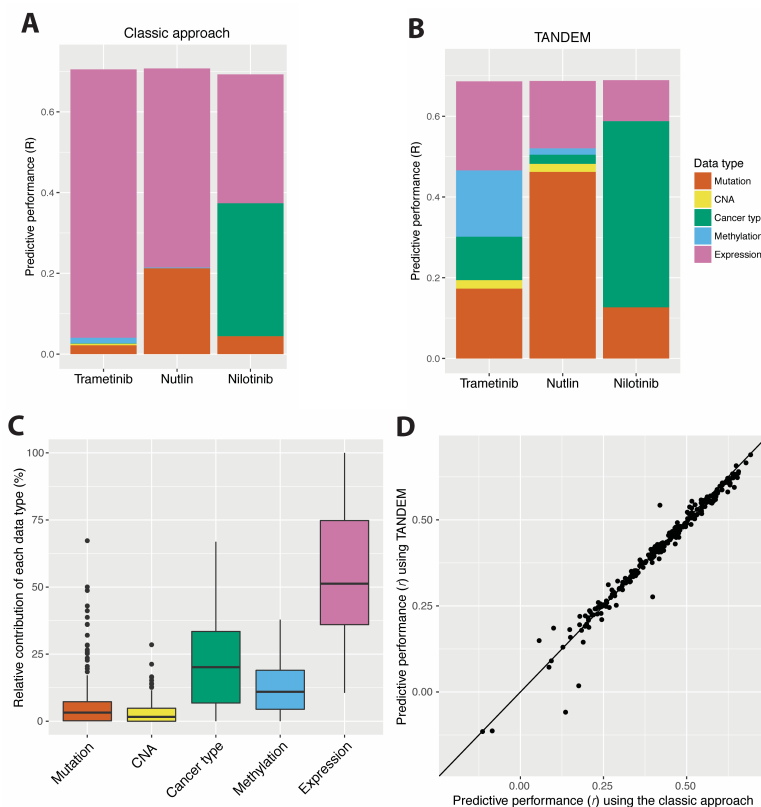 A
Classic approach
Predictive performance (R)
0.6
0.4
0.2
0.0
Trametinib
Nutlin
Nilotinib
B
TANDEM
Predictive performance (R)
0.6
0.4
0.2
0.0
Trametinib
Nutlin
Nilotinib
Data type
Mutation
CNA
Cancer type
Methylation
Expression
C
Relative contribution of each data type (%)
100
75
50
25
0
Mutation
CNA
Cancer type
Methylation
Expression
D
Predictive performance (r) using TANDEM
0.50
0.25
0.00
0.00
0.25
0.50
Predictive performance (r) using the classic approach